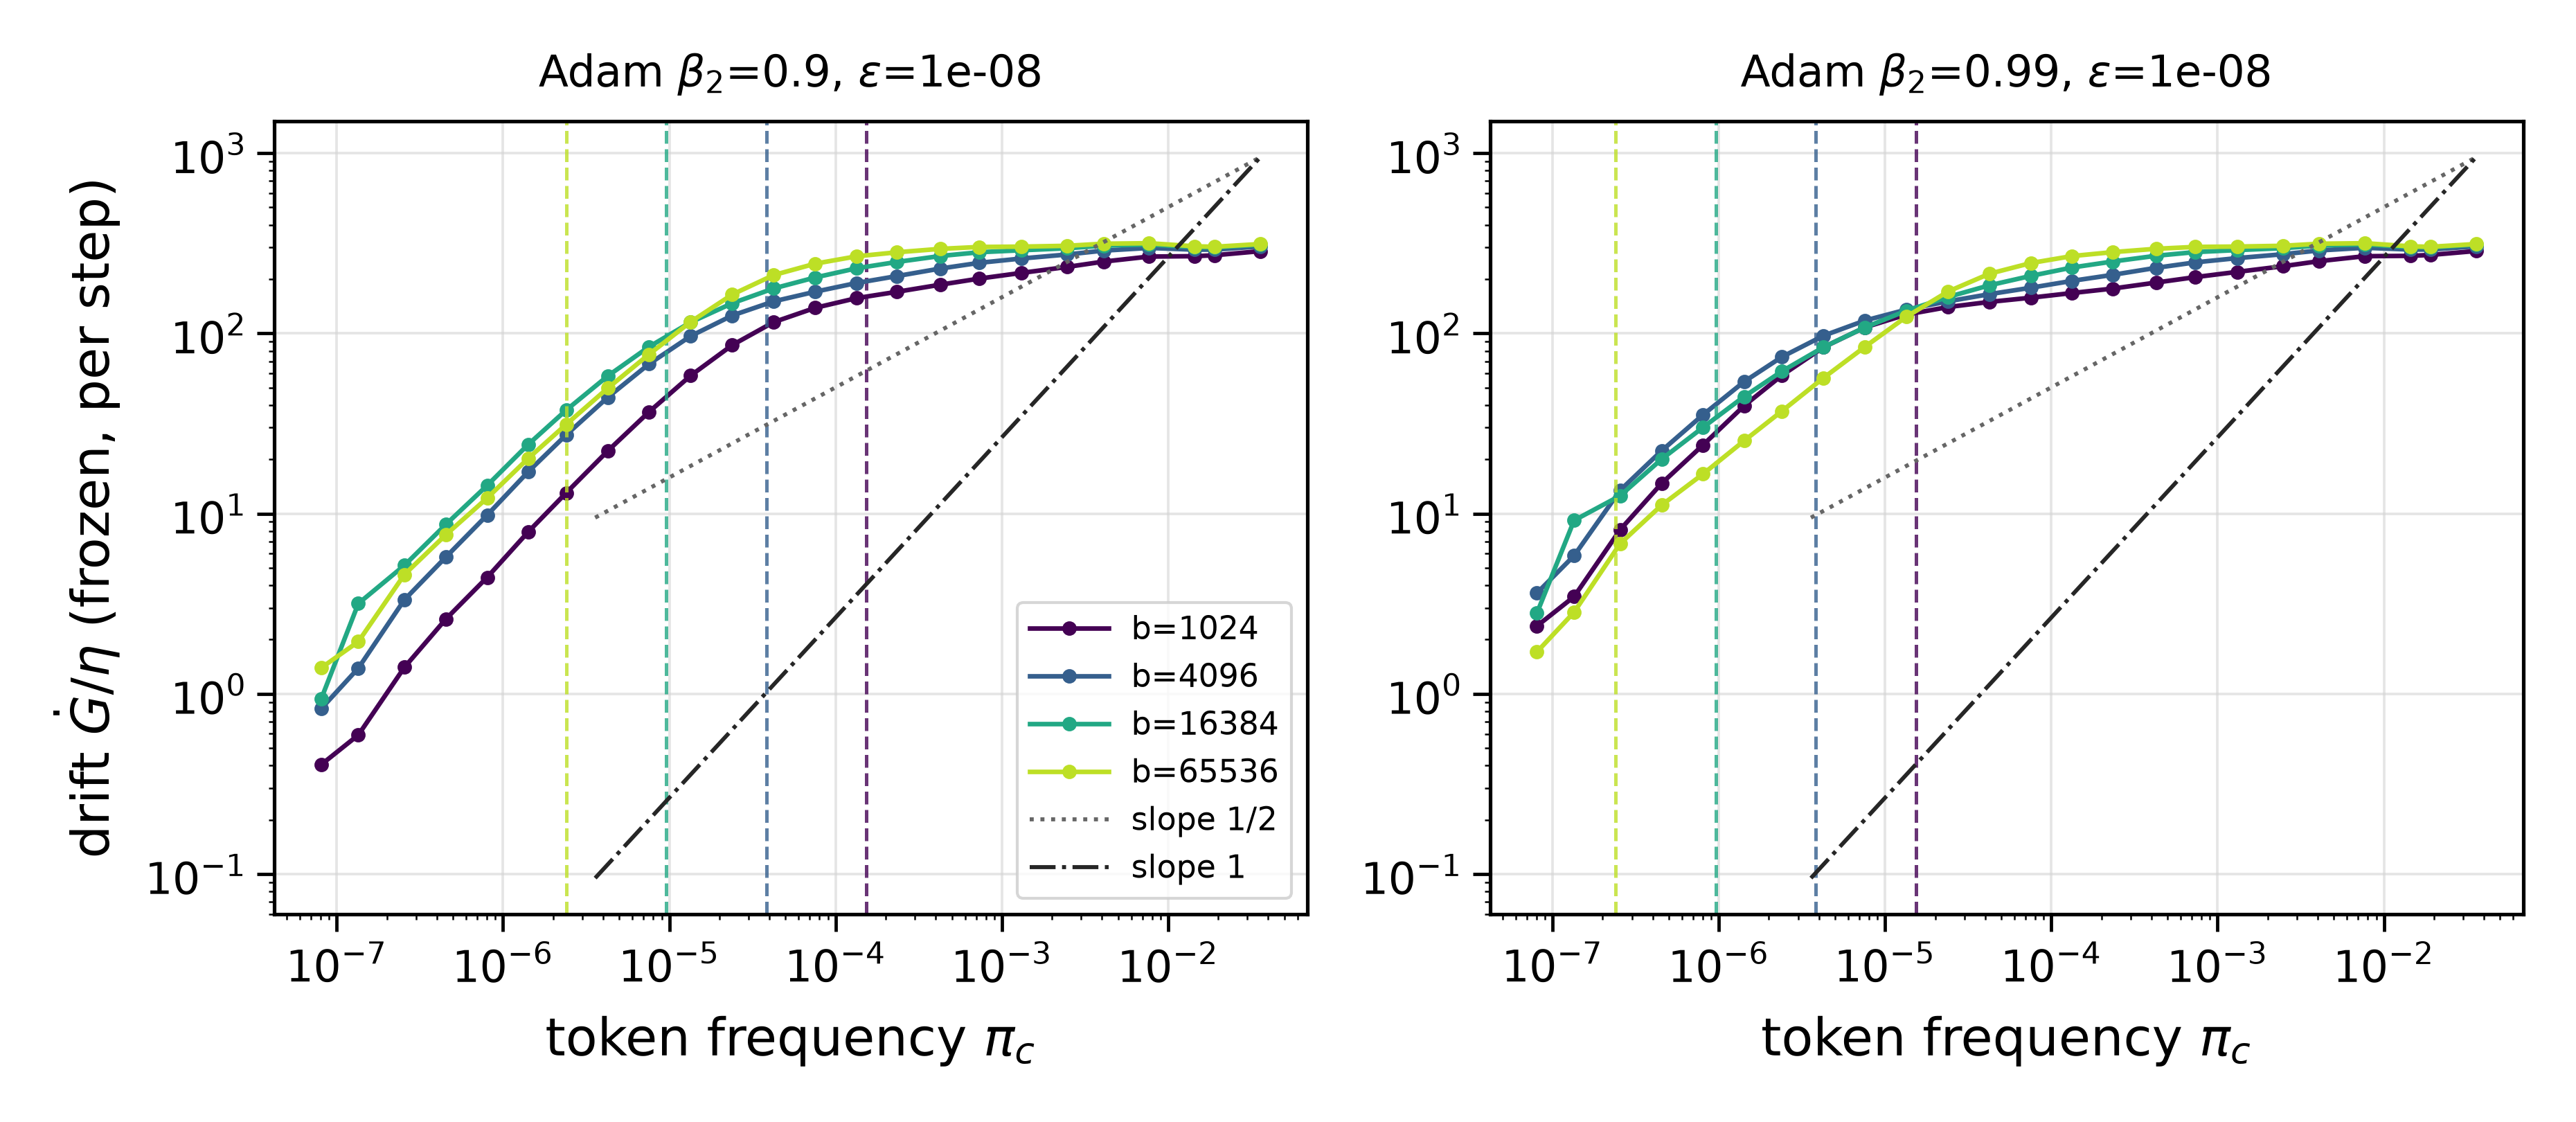 Adam β₂=0.9, ε=1e-08
drift Ġ/η (frozen, per step)
10³
10²
10¹
10⁰
10⁻¹
b=1024
b=4096
b=16384
b=65536
slope 1/2
slope 1
10⁻⁷ 10⁻⁶ 10⁻⁵ 10⁻⁴ 10⁻³ 10⁻²
token frequency π_c
Adam β₂=0.99, ε=1e-08
10³
10²
10¹
10⁰
10⁻¹
10⁻⁷ 10⁻⁶ 10⁻⁵ 10⁻⁴ 10⁻³ 10⁻²
token frequency π_c